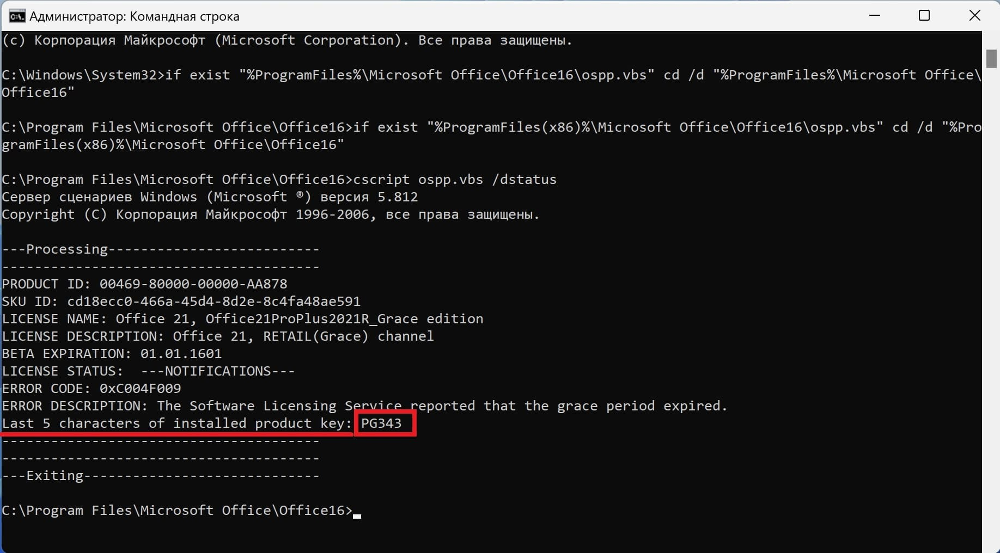 Администратор: Командная строка
(c) Корпорация Майкрософт (Microsoft Corporation). Все права защищены.
C:\Windows\System32>if exist "%ProgramFiles%\Microsoft Office\Office16\ospp.vbs" cd /d "%ProgramFiles%\Microsoft Office\
Office16"
C:\Program Files\Microsoft Office\Office16>if exist "%ProgramFiles(x86)%\Microsoft Office\Office16\ospp.vbs" cd /d "%Pro
gramFiles(x86)%\Microsoft Office\Office16"
C:\Program Files\Microsoft Office\Office16>cscript ospp.vbs /dstatus
Сервер сценариев Windows (Microsoft ®) версия 5.812
Copyright (C) Корпорация Майкрософт 1996-2006, все права защищены.
---Processing--------------------------
---------------------------------------
PRODUCT ID: 00469-80000-00000-AA878
SKU ID: cd18ecc0-466a-45d4-8d2e-8c4fa48ae591
LICENSE NAME: Office 21, Office21ProPlus2021R_Grace edition
LICENSE DESCRIPTION: Office 21, RETAIL(Grace) channel
BETA EXPIRATION: 01.01.1601
LICENSE STATUS:  ---NOTIFICATIONS---
ERROR CODE: 0xC004F009
ERROR DESCRIPTION: The Software Licensing Service reported that the grace period expired.
Last 5 characters of installed product key: PG343
---------------------------------------
---------------------------------------
---Exiting-----------------------------
C:\Program Files\Microsoft Office\Office16>